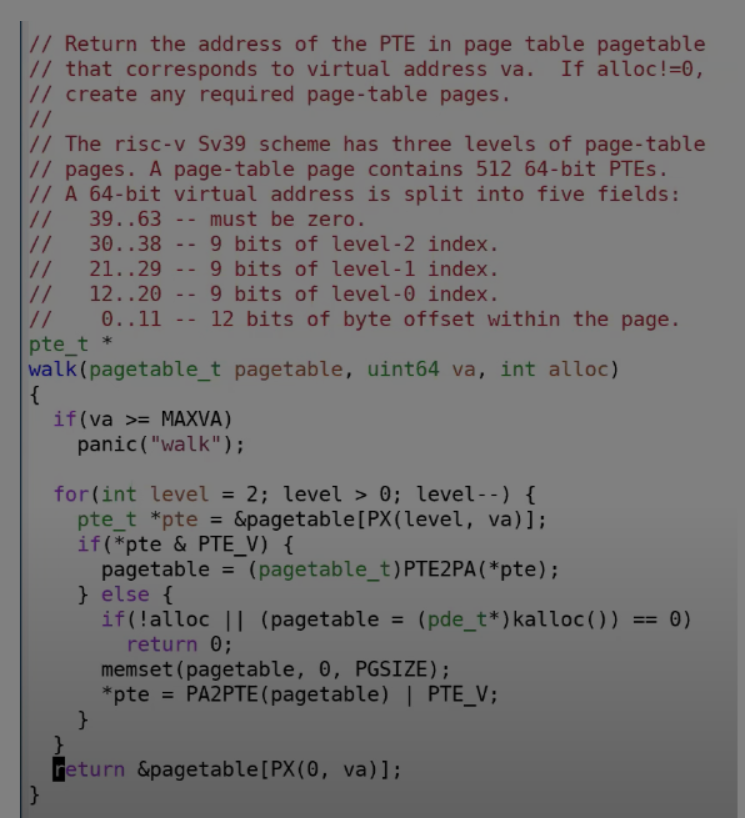 // Return the address of the PTE in page table pagetable
// that corresponds to virtual address va.  If alloc!=0,
// create any required page-table pages.
//
// The risc-v Sv39 scheme has three levels of page-table
// pages. A page-table page contains 512 64-bit PTEs.
// A 64-bit virtual address is split into five fields:
//   39..63 -- must be zero.
//   30..38 -- 9 bits of level-2 index.
//   21..29 -- 9 bits of level-1 index.
//   12..20 -- 9 bits of level-0 index.
//    0..11 -- 12 bits of byte offset within the page.
pte_t *
walk(pagetable_t pagetable, uint64 va, int alloc)
{
  if(va >= MAXVA)
    panic("walk");

  for(int level = 2; level > 0; level--) {
    pte_t *pte = &pagetable[PX(level, va)];
    if(*pte & PTE_V) {
      pagetable = (pagetable_t)PTE2PA(*pte);
    } else {
      if(!alloc || (pagetable = (pde_t*)kalloc()) == 0)
        return 0;
      memset(pagetable, 0, PGSIZE);
      *pte = PA2PTE(pagetable) | PTE_V;
    }
  }
  return &pagetable[PX(0, va)];
}